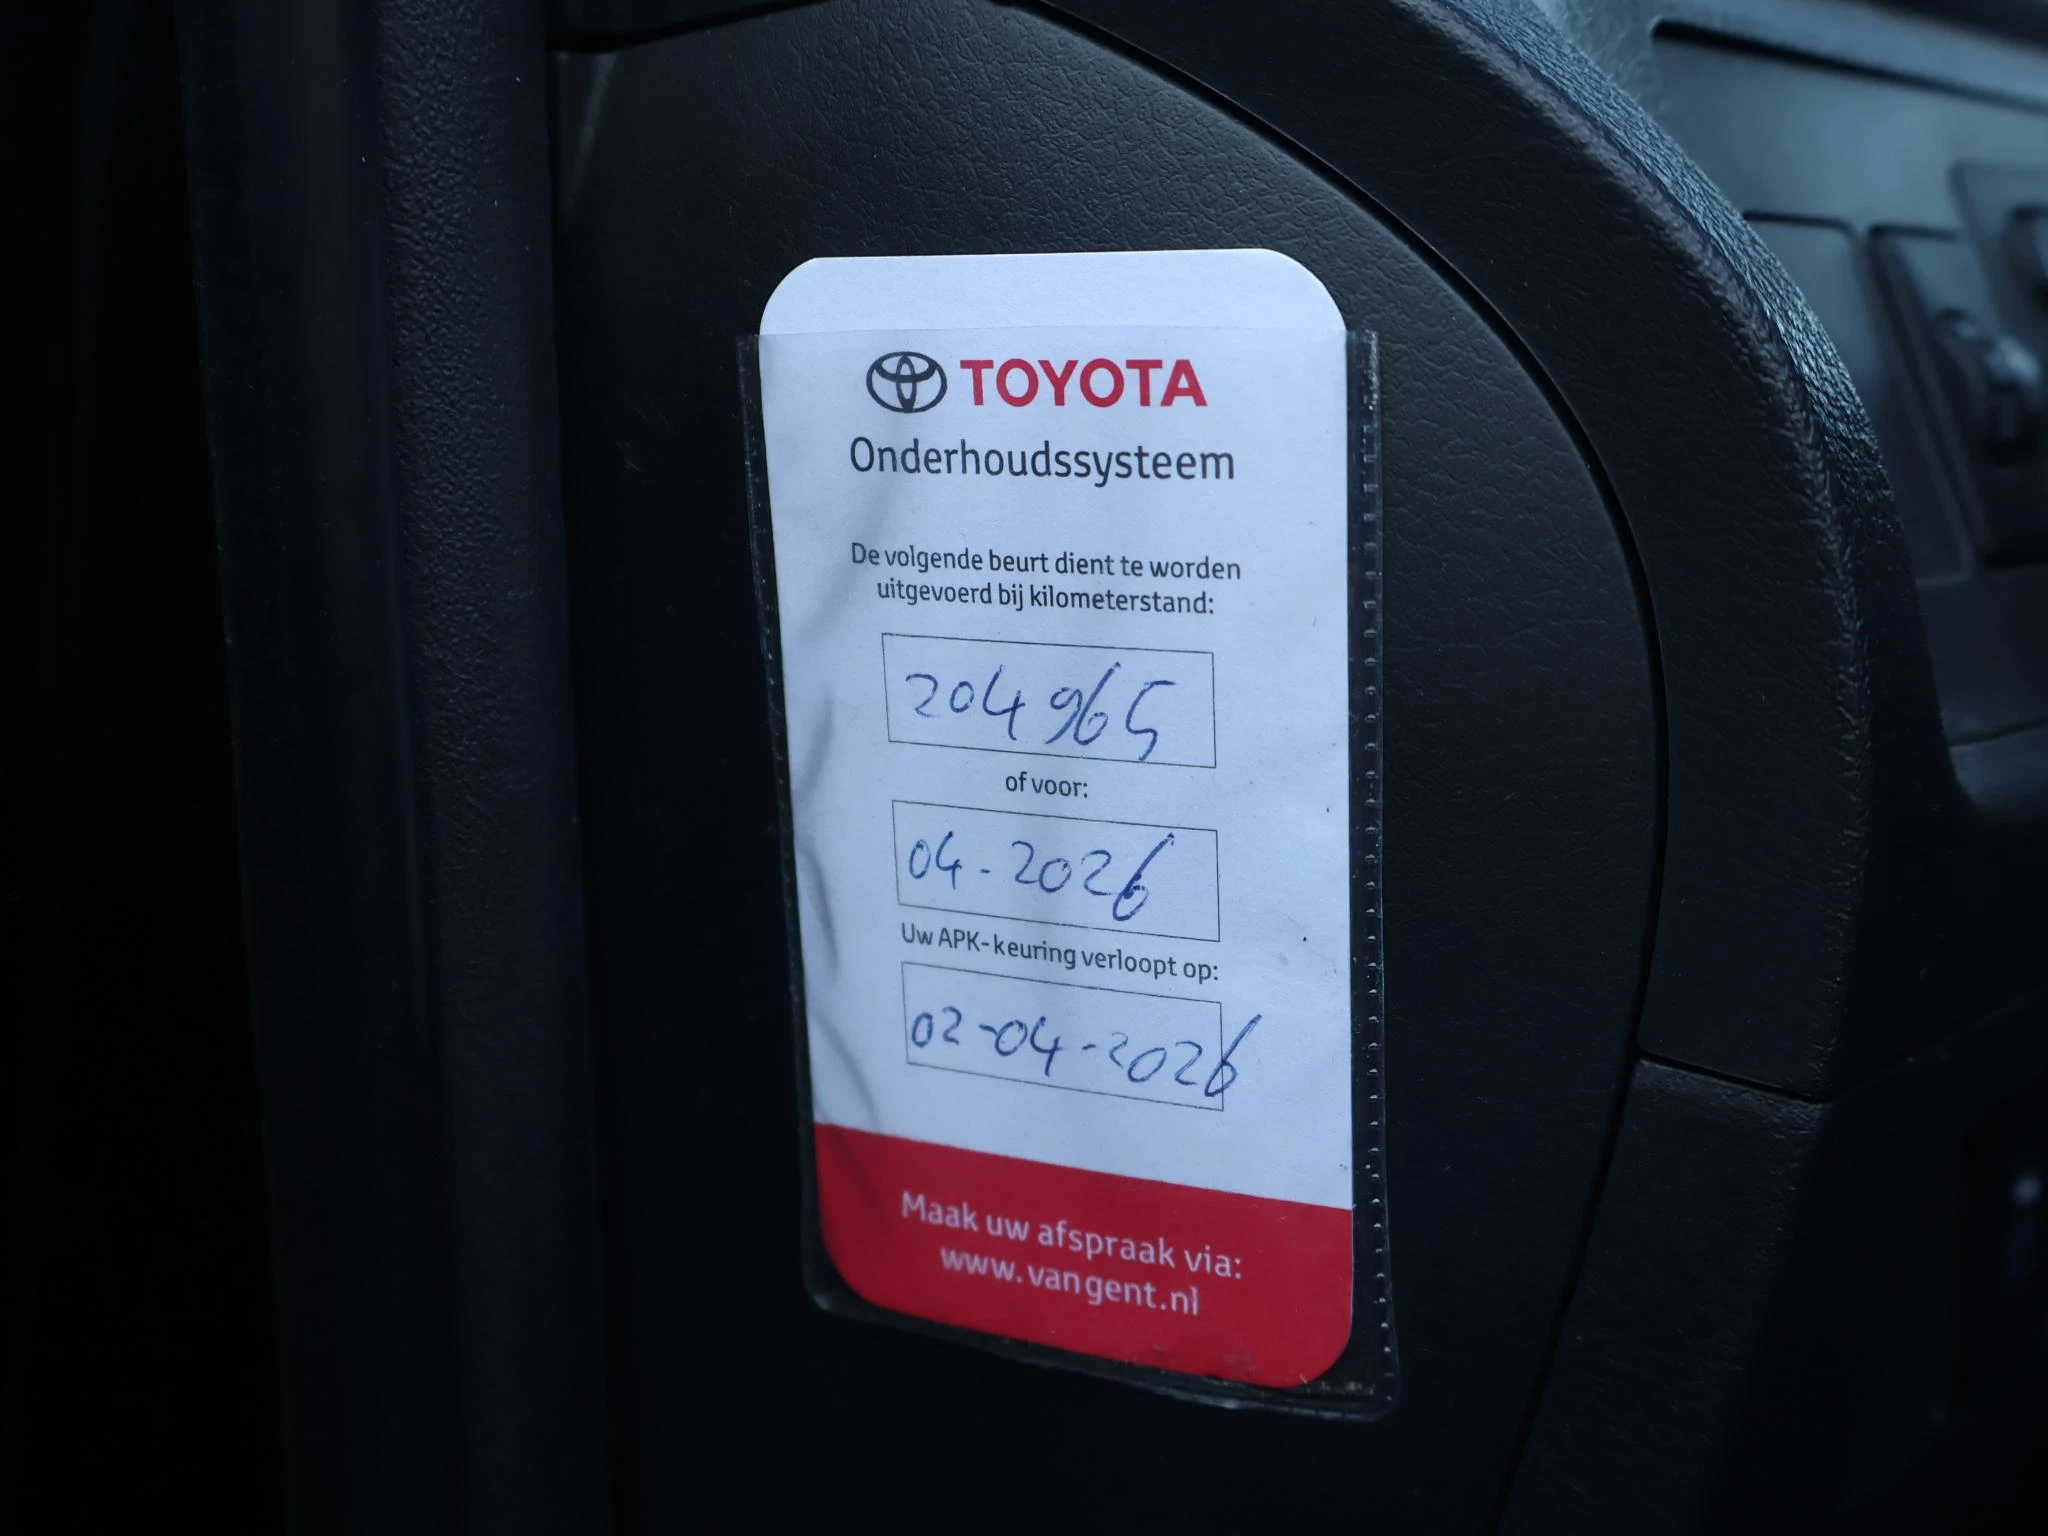 TOYOTA
Onderhoudssysteem
De volgende beurt dient te worden
uitgevoerd bij kilometerstand:
204965
of voor:
04-2026
Uw APK-keuring verloopt op:
02-04-2026
Maak uw afspraak via:
www.vangent.nl